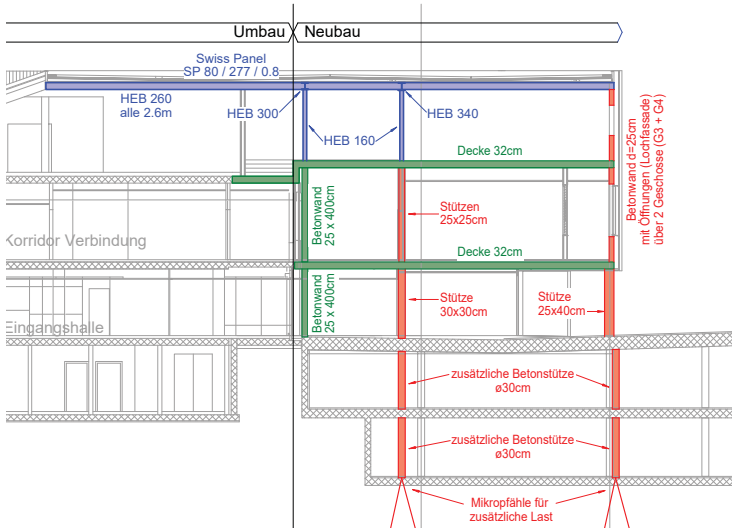 Umbau
Neubau
Swiss Panel
SP 80 / 277 / 0.8
HEB 260
alle 2.6m
HEB 300
HEB 340
HEB 160
Decke 32cm
Betonwand d=25cm
mit Öffnungen (Lochfassade)
über 2 Geschosse (G3 + G4)
Betonwand
25 x 400cm
Stützen
25x25cm
Korridor Verbindung
Decke 32cm
Betonwand
25 x 400cm
Stütze
30x30cm
Stütze
25x40cm
Eingangshalle
zusätzliche Betonstütze
ø30cm
zusätzliche Betonstütze
ø30cm
Mikropfähle für
zusätzliche Last